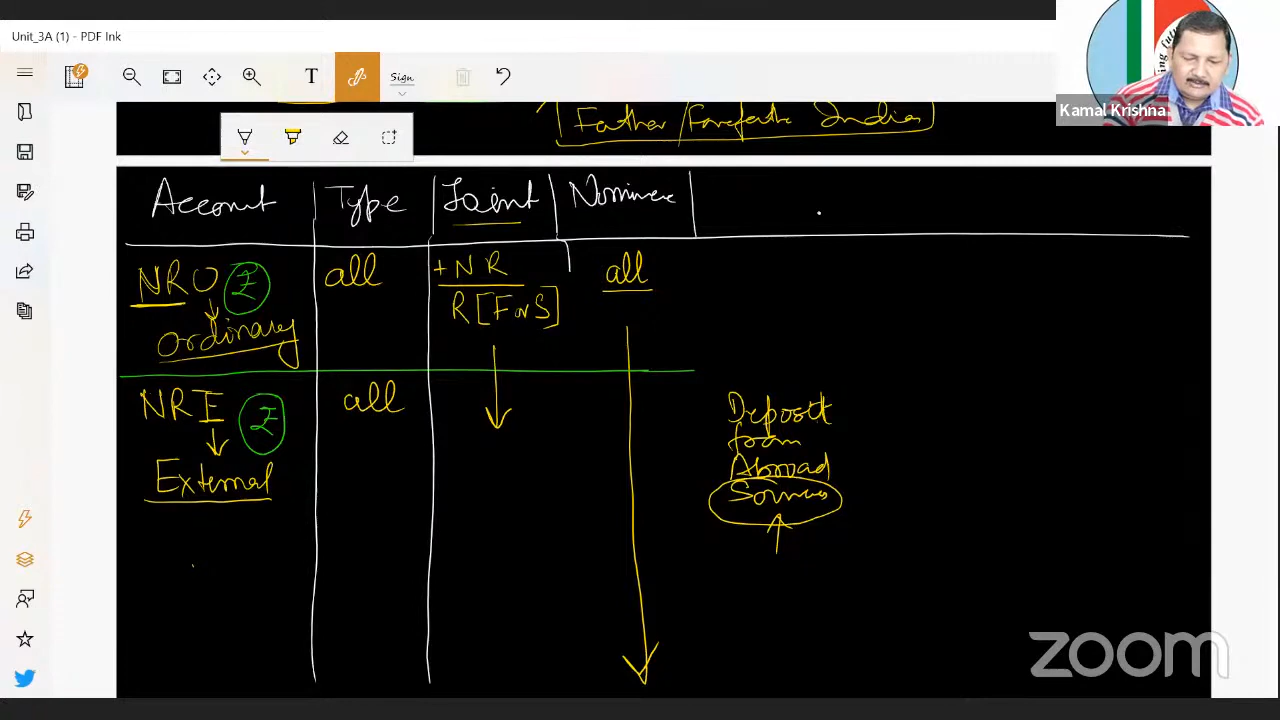 Unit_3A (1) - PDF Ink
T
Sign
Kamal Krishna
Father / Forefathe India
Account Type Joint Nominee
NRO ₹ all + NR all
R [F or S]
Ordinary
NRE ₹ all
External
Deposit
from
Abroad
Sources
zoom